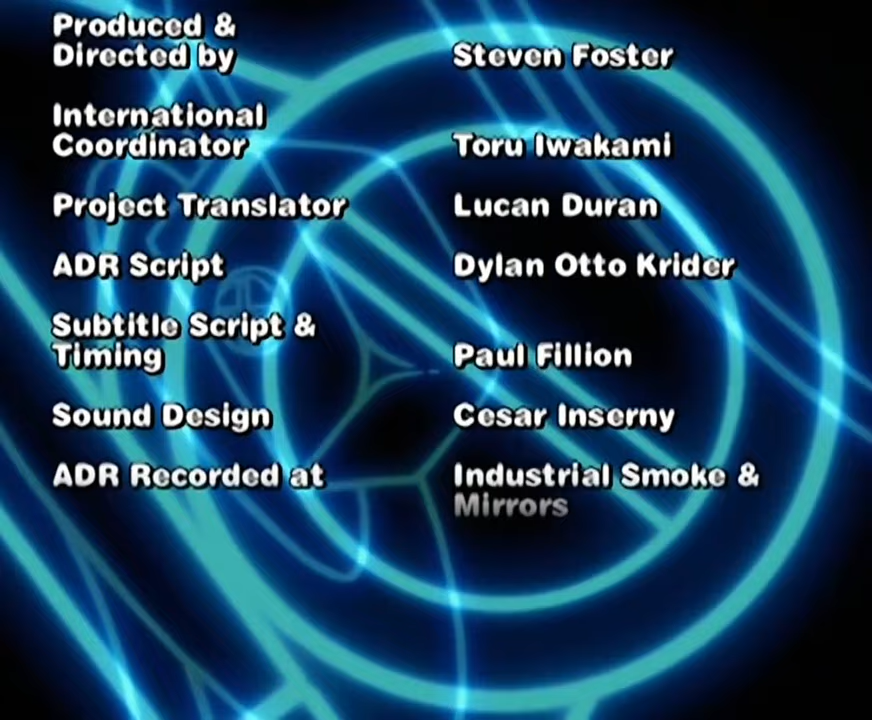 Produced &
Directed by Steven Foster
International
Coordinator Toru Iwakami
Project Translator Lucan Duran
ADR Script Dylan Otto Krider
Subtitle Script &
Timing Paul Fillion
Sound Design Cesar Inserny
ADR Recorded at Industrial Smoke &
Mirrors